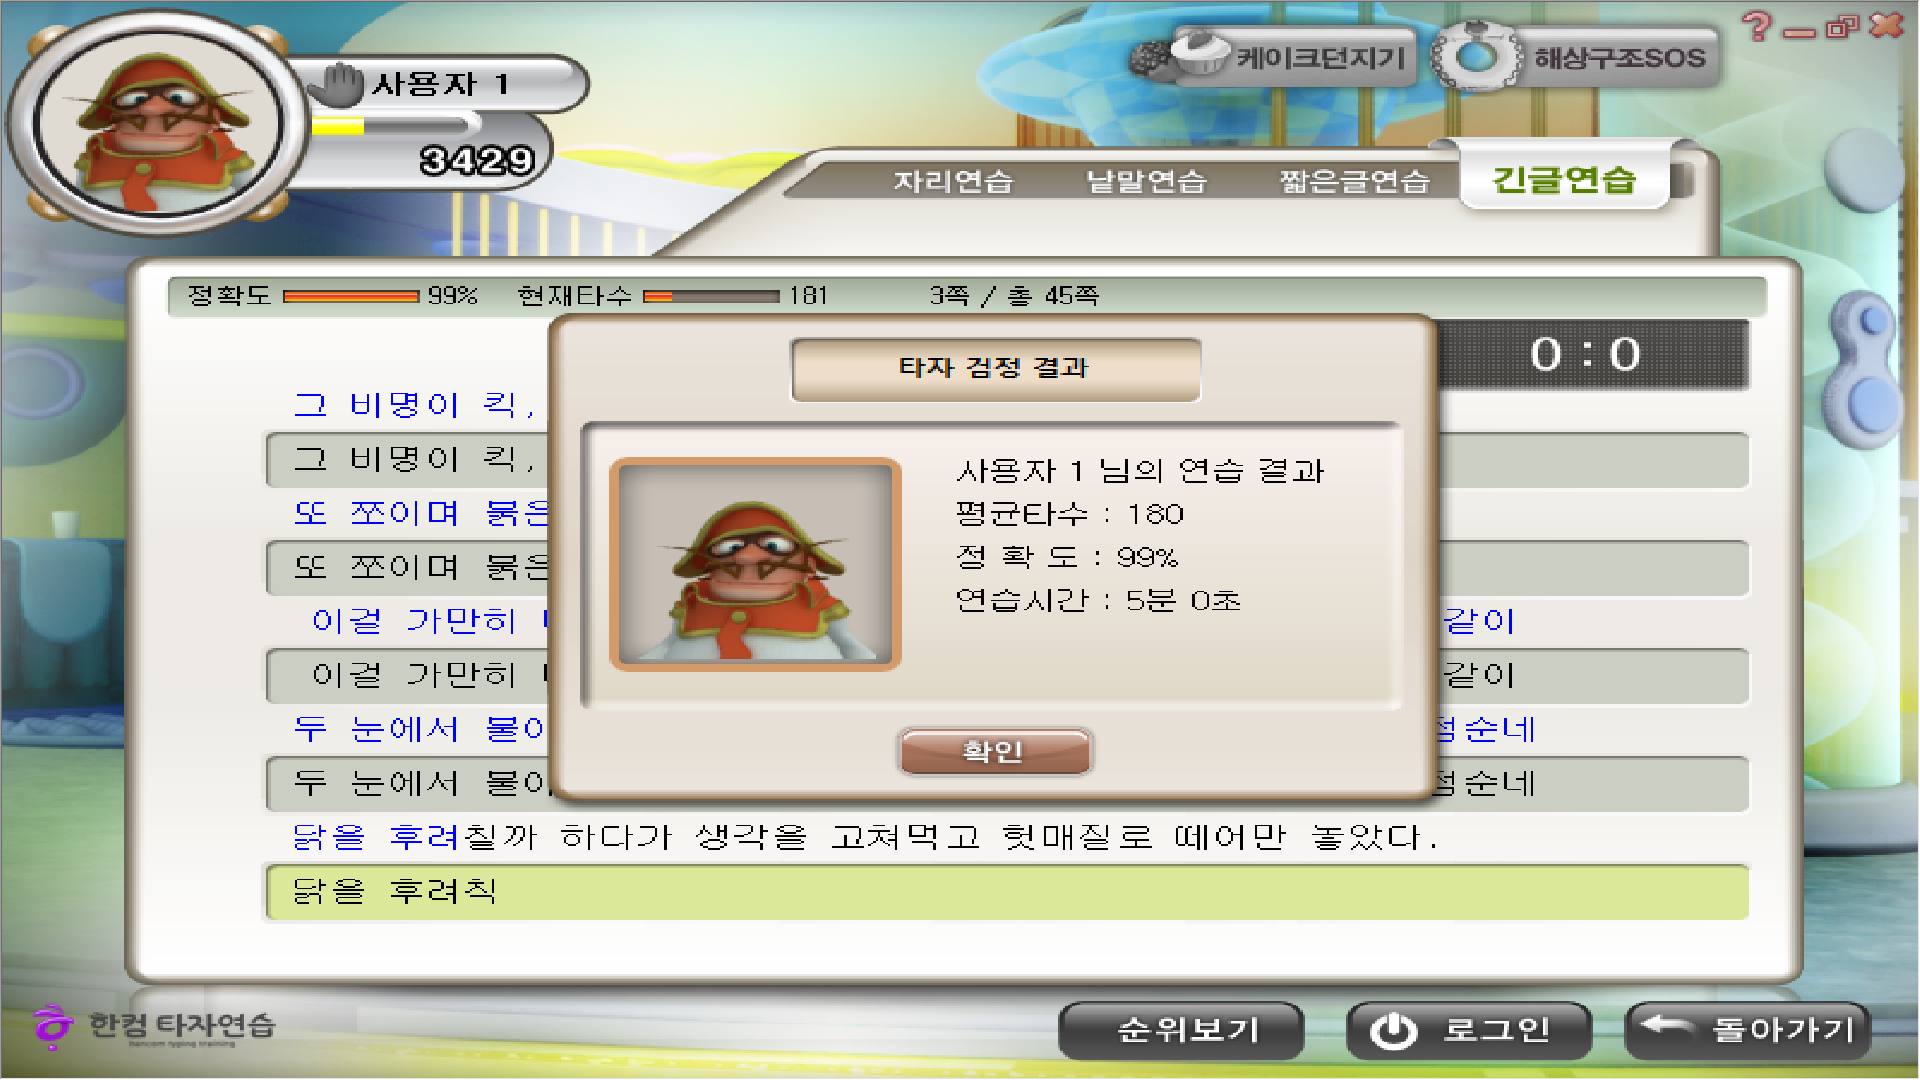 사용자 1
3429
케이크던지기
해상구조SOS
자리연습 낱말연습 짧은글연습 긴글연습
정확도 99% 현재타수 181 3쪽 / 총 45쪽
0:0
타자 검정 결과
사용자 1 님의 연습 결과
평균타수 : 180
정 확 도 : 99%
연습시간 : 5분 0초
확인
그 비명이 킥,
그 비명이 킥,
또 쪼이며 붉은
또 쪼이며 붉은
이걸 가만히 같이
이걸 가만히 같이
두 눈에서 불이 점순네
두 눈에서 불이 점순네
닭을 후려칠까 하다가 생각을 고쳐먹고 헛매질로 떼어만 놓았다.
닭을 후려칙
한컴 타자연습
hancom typing training
순위보기
로그인
돌아가기